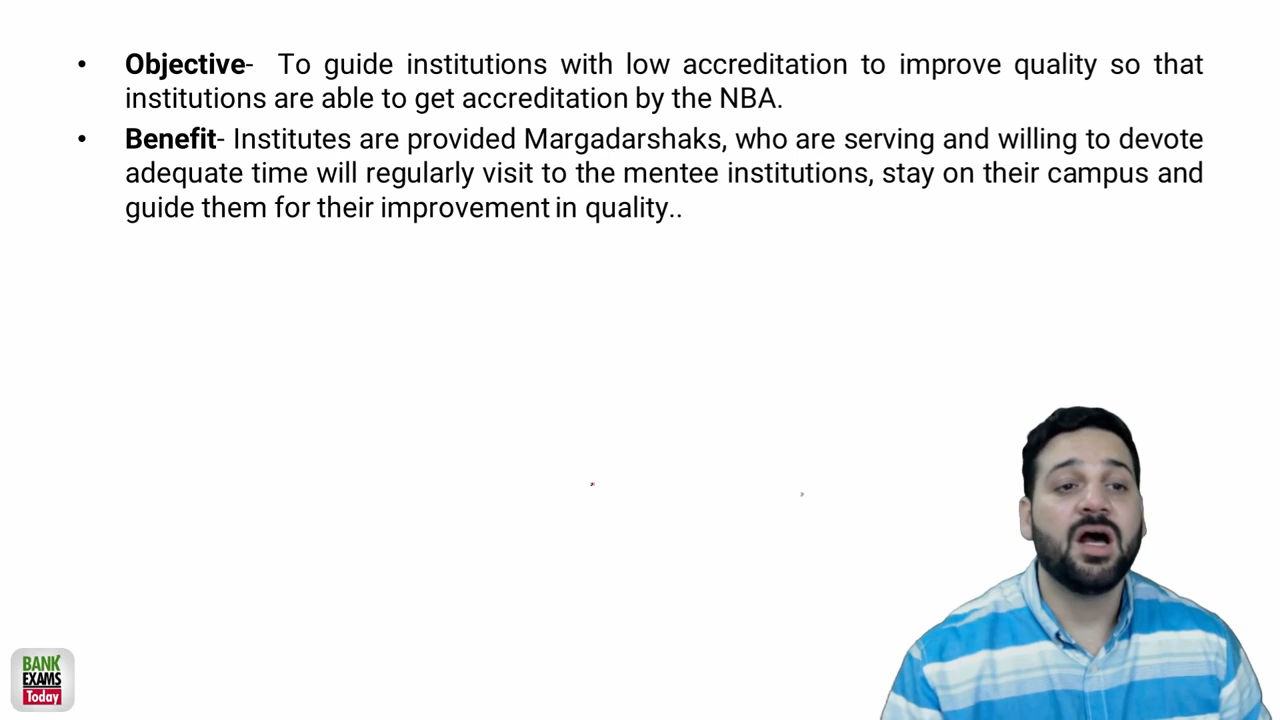 • Objective- To guide institutions with low accreditation to improve quality so that
institutions are able to get accreditation by the NBA.
• Benefit- Institutes are provided Margadarshaks, who are serving and willing to devote
adequate time will regularly visit to the mentee institutions, stay on their campus and
guide them for their improvement in quality..
BANK
EXAMS
Today